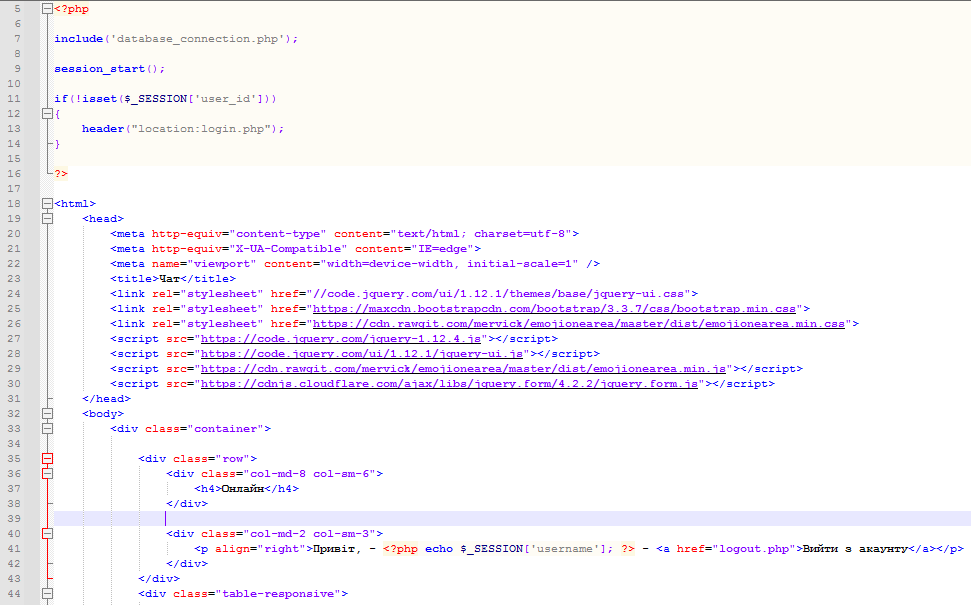 5 <?php
6
7 include('database_connection.php');
8
9 session_start();
10
11 if(!isset($_SESSION['user_id']))
12 {
13     header("location:login.php");
14 }
15
16 ?>
17
18 <html>
19     <head>
20         <meta http-equiv="content-type" content="text/html; charset=utf-8">
21         <meta http-equiv="X-UA-Compatible" content="IE=edge">
22         <meta name="viewport" content="width=device-width, initial-scale=1" />
23         <title>Чат</title>
24         <link rel="stylesheet" href="//code.jquery.com/ui/1.12.1/themes/base/jquery-ui.css">
25         <link rel="stylesheet" href="https://maxcdn.bootstrapcdn.com/bootstrap/3.3.7/css/bootstrap.min.css">
26         <link rel="stylesheet" href="https://cdn.rawgit.com/mervick/emojionearea/master/dist/emojionearea.min.css">
27         <script src="https://code.jquery.com/jquery-1.12.4.js"></script>
28         <script src="https://code.jquery.com/ui/1.12.1/jquery-ui.js"></script>
29         <script src="https://cdn.rawgit.com/mervick/emojionearea/master/dist/emojionearea.min.js"></script>
30         <script src="https://cdnjs.cloudflare.com/ajax/libs/jquery.form/4.2.2/jquery.form.js"></script>
31     </head>
32     <body>
33         <div class="container">
34
35             <div class="row">
36                 <div class="col-md-8 col-sm-6">
37                     <h4>Онлайн</h4>
38                 </div>
39
40                 <div class="col-md-2 col-sm-3">
41                     <p align="right">Привіт, - <?php echo $_SESSION['username']; ?> - <a href="logout.php">Вийти з акаунту</a></p>
42                 </div>
43             </div>
44             <div class="table-responsive">